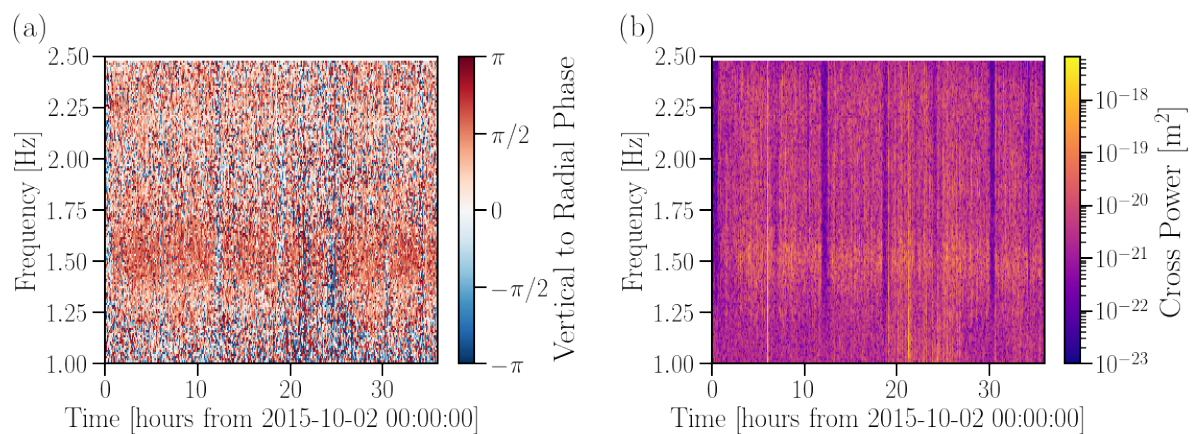 (a)
2.50
2.25
2.00
1.75
1.50
1.25
1.00
Frequency [Hz]
0
10
20
30
Time [hours from 2015-10-02 00:00:00]
π
π/2
0
−π/2
−π
Vertical to Radial Phase
(b)
2.50
2.25
2.00
1.75
1.50
1.25
1.00
Frequency [Hz]
0
10
20
30
Time [hours from 2015-10-02 00:00:00]
10⁻¹⁸
10⁻¹⁹
10⁻²⁰
10⁻²¹
10⁻²²
10⁻²³
Cross Power [m²]